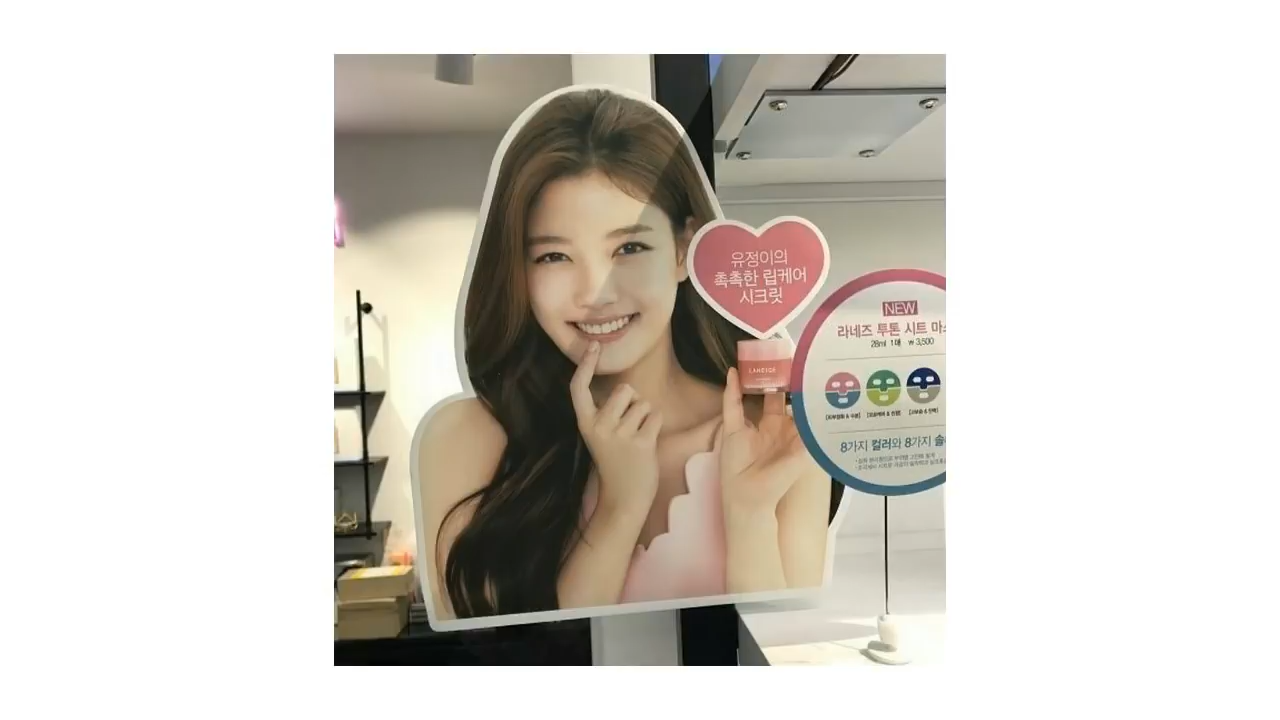 유정이의
촉촉한 립케어
시크릿
LANEIGE
NEW
라네즈 투톤 시트 마스
28ml 1매 ₩3,500
8가지 컬러와 8가지 솔